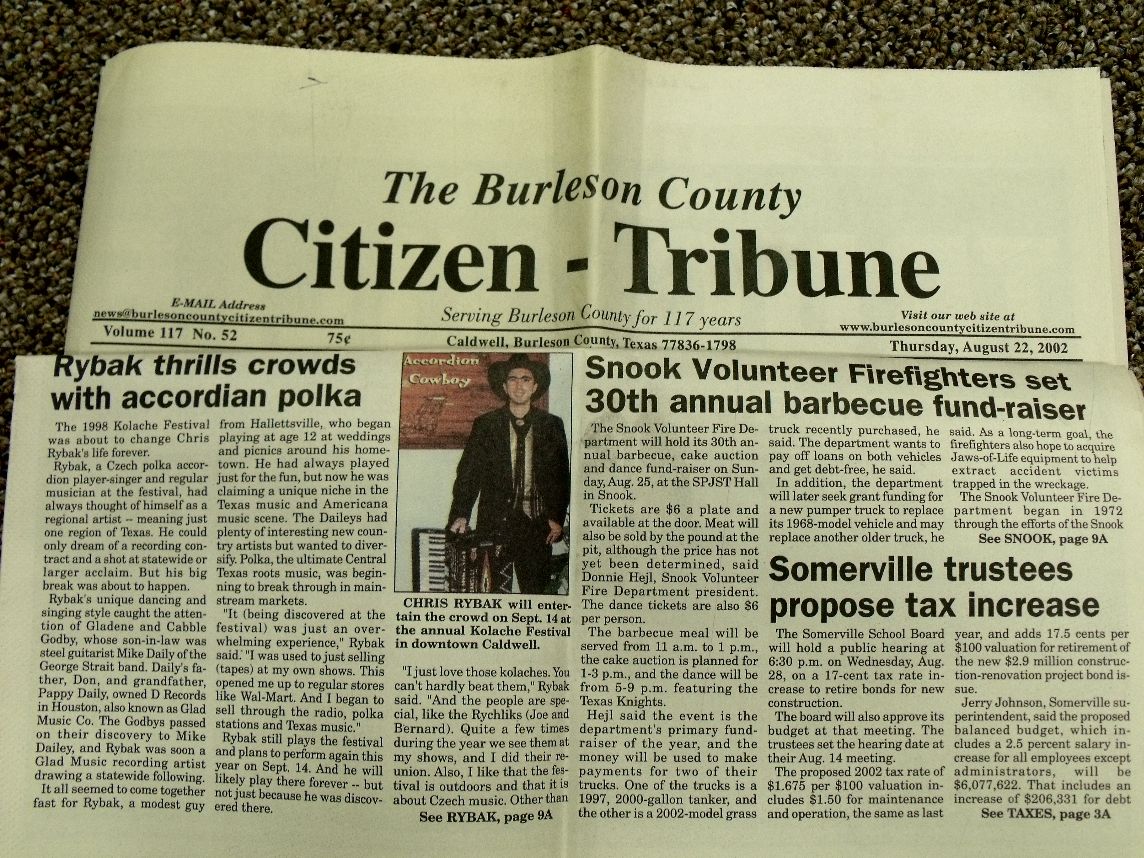 The Burleson County
Citizen - Tribune
E-MAIL Address
news@burlesoncountycitizentribune.com
Serving Burleson County for 117 years
Visit our web site at
www.burlesoncountycitizentribune.com
Volume 117 No. 52
75¢
Caldwell, Burleson County, Texas 77836-1798
Thursday, August 22, 2002
Rybak thrills crowds
with accordian polka
The 1998 Kolache Festival
was about to change Chris
Rybak's life forever.
Rybak, a Czech polka accor-
dion player-singer and regular
musician at the festival, had
always thought of himself as a
regional artist -- meaning just
one region of Texas. He could
only dream of a recording con-
tract and a shot at statewide or
larger acclaim. But his big
break was about to happen.
Rybak's unique dancing and
singing style caught the atten-
tion of Gladene and Cabble
Godby, whose son-in-law was
steel guitarist Mike Daily of the
George Strait band. Daily's fa-
ther, Don, and grandfather,
Pappy Daily, owned D Records
in Houston, also known as Glad
Music Co. The Godbys passed
on their discovery to Mike
Dailey, and Rybak was soon a
Glad Music recording artist
drawing a statewide following.
It all seemed to come together
fast for Rybak, a modest guy
from Hallettsville, who began
playing at age 12 at weddings
and picnics around his home-
town. He had always played
just for the fun, but now he was
claiming a unique niche in the
Texas music and Americana
music scene. The Daileys had
plenty of interesting new coun-
try artists but wanted to diver-
sify. Polka, the ultimate Central
Texas roots music, was begin-
ning to break through in main-
stream markets.
"It (being discovered at the
festival) was just an over-
whelming experience," Rybak
said. "I was used to just selling
(tapes) at my own shows. This
opened me up to regular stores
like Wal-Mart. And I began to
sell through the radio, polka
stations and Texas music."
Rybak still plays the festival
and plans to perform again this
year on Sept. 14. And he will
likely play there forever -- but
not just because he was discov-
ered there.
Accordion
Cowboy
CHRIS RYBAK will enter-
tain the crowd on Sept. 14 at
the annual Kolache Festival
in downtown Caldwell.
"I just love those kolaches. You
can't hardly beat them," Rybak
said. "And the people are spe-
cial, like the Rychliks (Joe and
Bernard). Quite a few times
during the year we see them at
my shows, and I did their re-
union. Also, I like that the fes-
tival is outdoors and that it is
about Czech music. Other than
See RYBAK, page 9A
Snook Volunteer Firefighters set
30th annual barbecue fund-raiser
The Snook Volunteer Fire De-
partment will hold its 30th an-
nual barbecue, cake auction
and dance fund-raiser on Sun-
day, Aug. 25, at the SPJST Hall
in Snook.
Tickets are $6 a plate and
available at the door. Meat will
also be sold by the pound at the
pit, although the price has not
yet been determined, said
Donnie Hejl, Snook Volunteer
Fire Department president.
The dance tickets are also $6
per person.
The barbecue meal will be
served from 11 a.m. to 1 p.m.,
the cake auction is planned for
1-3 p.m., and the dance will be
from 5-9 p.m. featuring the
Texas Knights.
Hejl said the event is the
department's primary fund-
raiser of the year, and the
money will be used to make
payments for two of their
trucks. One of the trucks is a
1997, 2000-gallon tanker, and
the other is a 2002-model grass
truck recently purchased, he
said. The department wants to
pay off loans on both vehicles
and get debt-free, he said.
In addition, the department
will later seek grant funding for
a new pumper truck to replace
its 1968-model vehicle and may
replace another older truck, he
said. As a long-term goal, the
firefighters also hope to acquire
Jaws-of-Life equipment to help
extract accident victims
trapped in the wreckage.
The Snook Volunteer Fire De-
partment began in 1972
through the efforts of the Snook
See SNOOK, page 9A
Somerville trustees
propose tax increase
The Somerville School Board
will hold a public hearing at
6:30 p.m. on Wednesday, Aug.
28, on a 17-cent tax rate in-
crease to retire bonds for new
construction.
The board will also approve its
budget at that meeting. The
trustees set the hearing date at
their Aug. 14 meeting.
The proposed 2002 tax rate of
$1.675 per $100 valuation in-
cludes $1.50 for maintenance
and operation, the same as last
year, and adds 17.5 cents per
$100 valuation for retirement of
the new $2.9 million construc-
tion-renovation project bond is-
sue.
Jerry Johnson, Somerville su-
perintendent, said the proposed
balanced budget, which in-
cludes a 2.5 percent salary in-
crease for all employees except
administrators, will be
$6,077,622. That includes an
increase of $206,331 for debt
See TAXES, page 3A